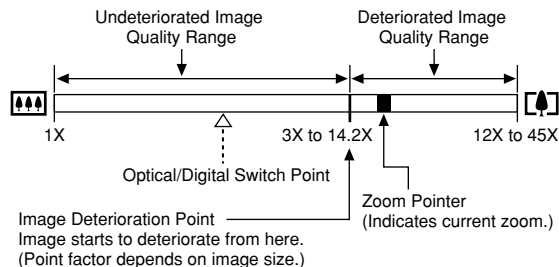 Undeteriorated Image
Quality Range
Deteriorated Image
Quality Range
1X
3X to 14.2X
12X to 45X
Optical/Digital Switch Point
Zoom Pointer
(Indicates current zoom.)
Image Deterioration Point
Image starts to deteriorate from here.
(Point factor depends on image size.)